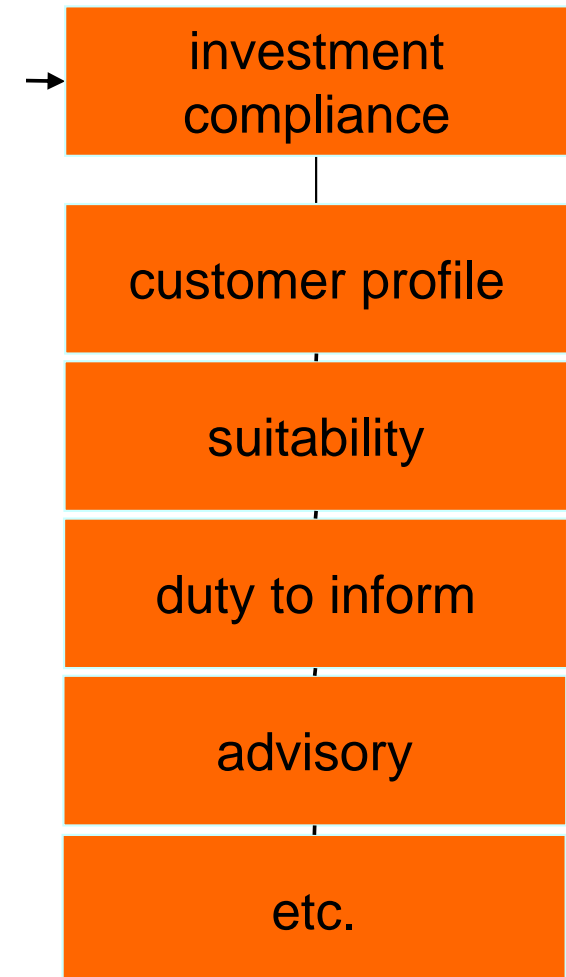 investment
compliance
customer profile
suitability
duty to inform
advisory
etc.